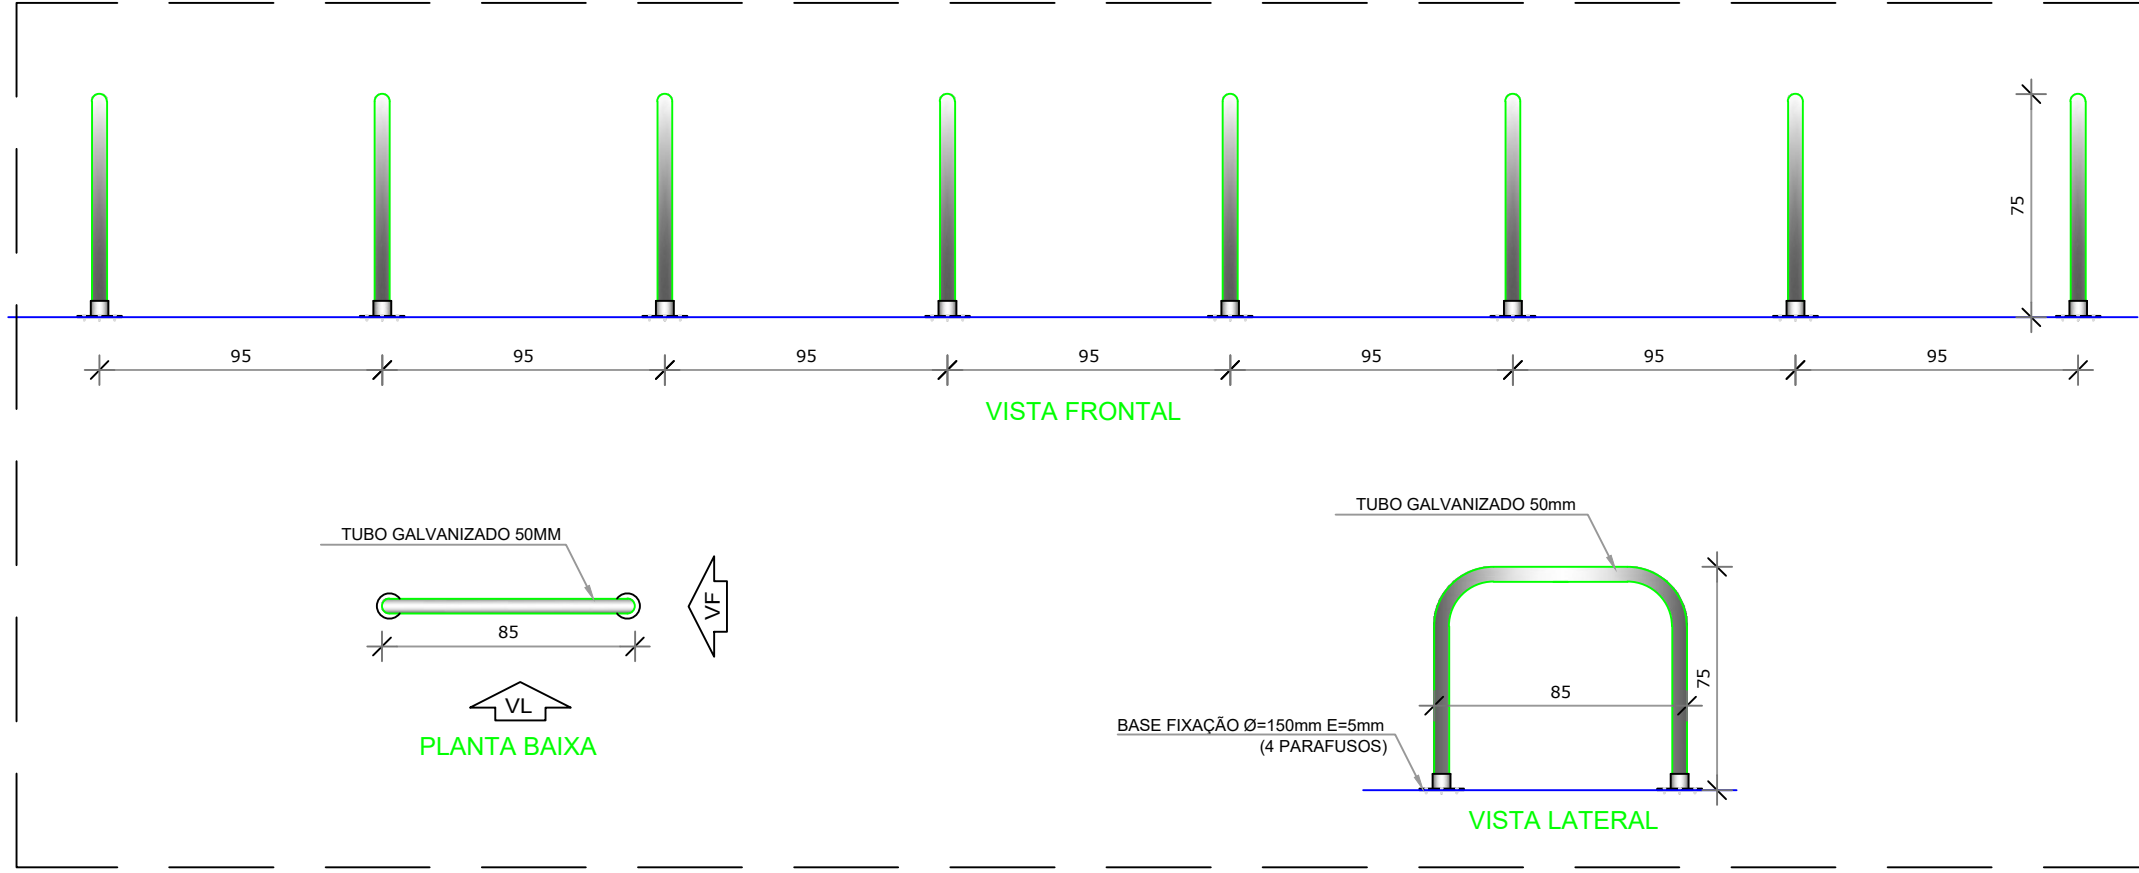 75
95 95 95 95 95 95 95
VISTA FRONTAL
TUBO GALVANIZADO 50MM
VF
85
VL
PLANTA BAIXA
TUBO GALVANIZADO 50mm
85
75
BASE FIXAÇÃO Ø=150mm E=5mm
(4 PARAFUSOS)
VISTA LATERAL